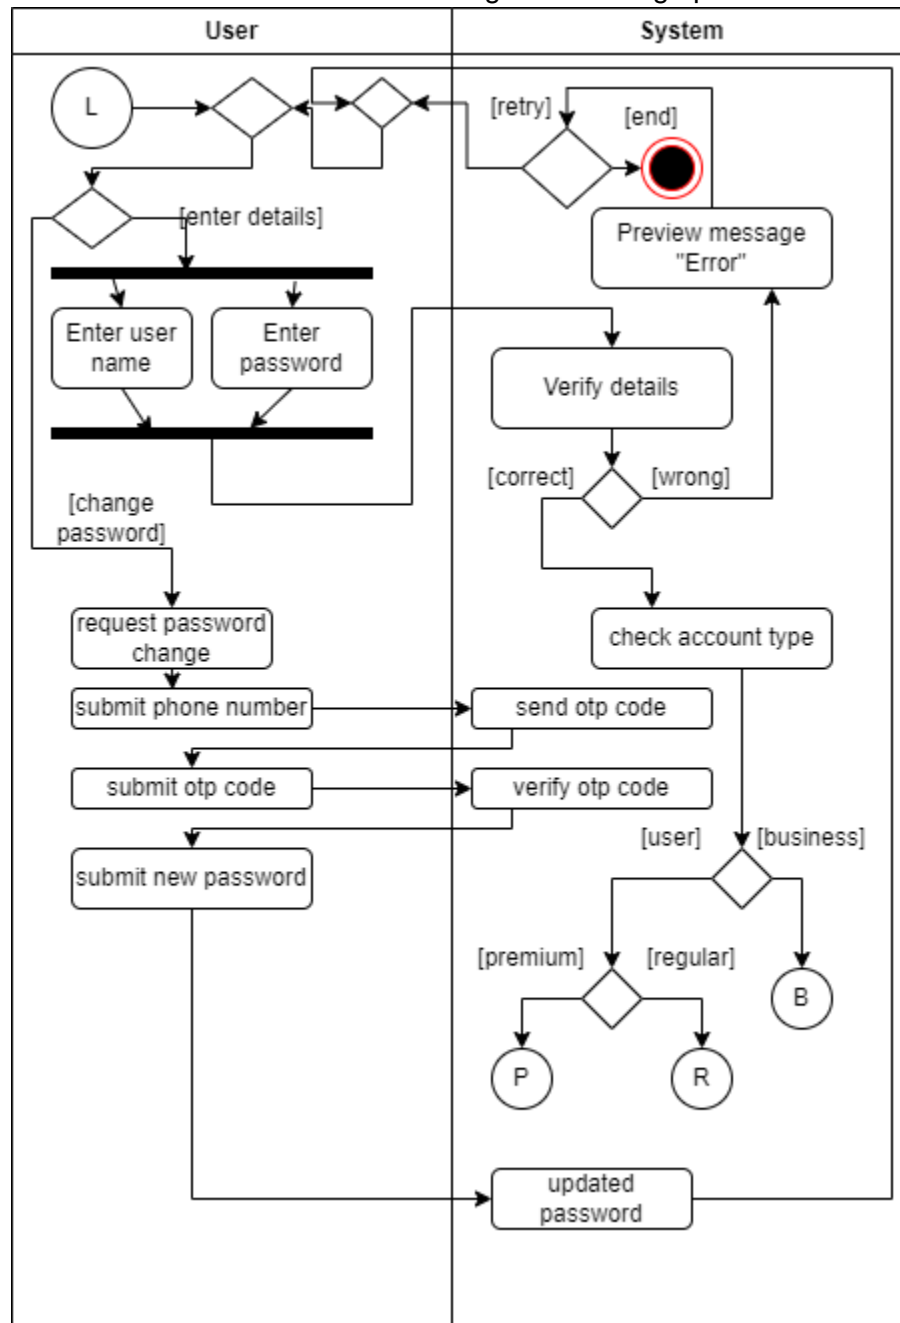 User
System
L
[retry]
[end]
[enter details]
Preview message
"Error"
Enter user
name
Enter
password
Verify details
[correct]
[wrong]
[change
password]
request password
change
check account type
submit phone number
send otp code
submit otp code
verify otp code
[user]
[business]
submit new password
[premium]
[regular]
B
P
R
updated
password